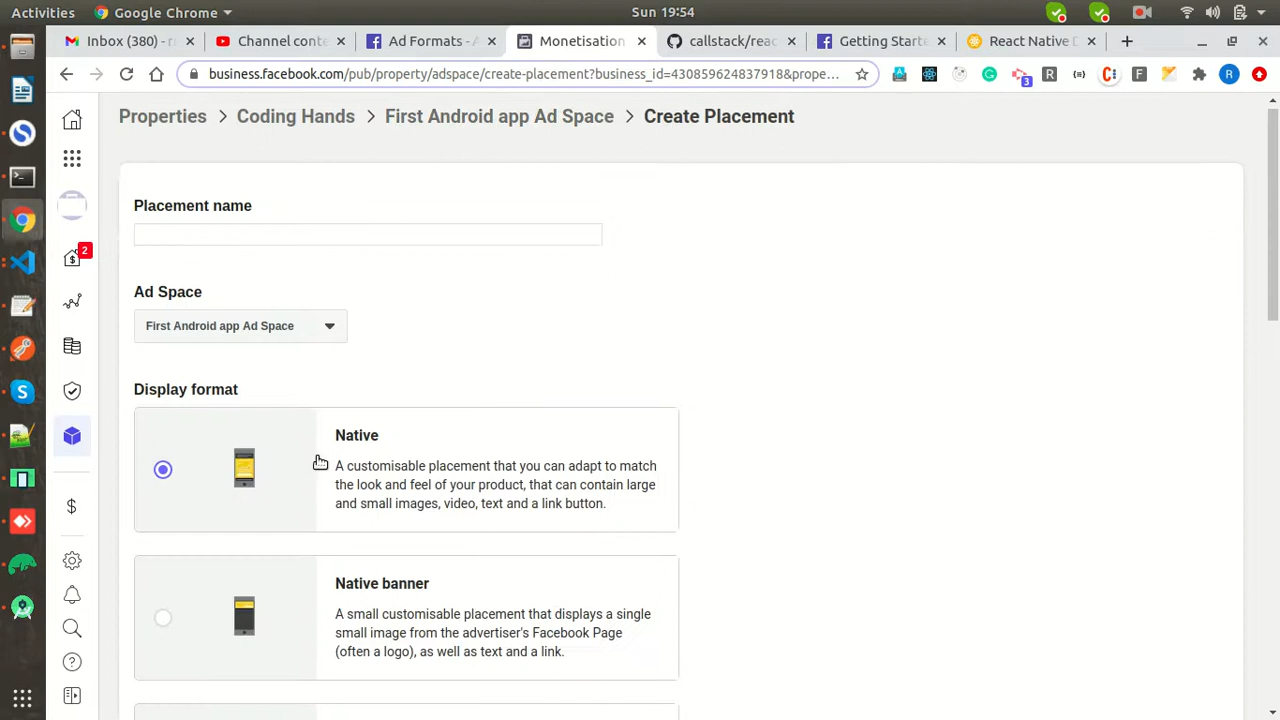 Activities
Google Chrome
Sun 19:54
Inbox (380) - r
Channel conte
Ad Formats - A
Monetisation
callstack/reac
Getting Starte
React Native D
business.facebook.com/pub/property/adspace/create-placement?business_id=430859629837918&prope...
3
R
F
R
Properties > Coding Hands > First Android app Ad Space > Create Placement
2
Placement name
Ad Space
First Android app Ad Space
Display format
Native
A customisable placement that you can adapt to match
the look and feel of your product, that can contain large
and small images, video, text and a link button.
Native banner
A small customisable placement that displays a single
small image from the advertiser's Facebook Page
(often a logo), as well as text and a link.